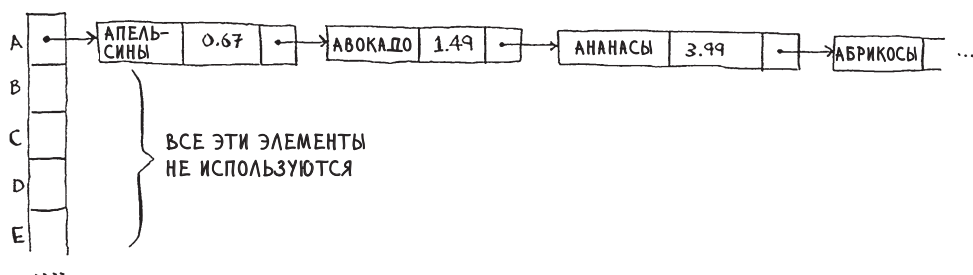 A
АПЕЛЬ-
СИНЫ
0.67
АВОКАДО
1.49
АНАНАСЫ
3.99
АБРИКОСЫ
...
B
C
D
E
ВСЕ ЭТИ ЭЛЕМЕНТЫ
НЕ ИСПОЛЬЗУЮТСЯ